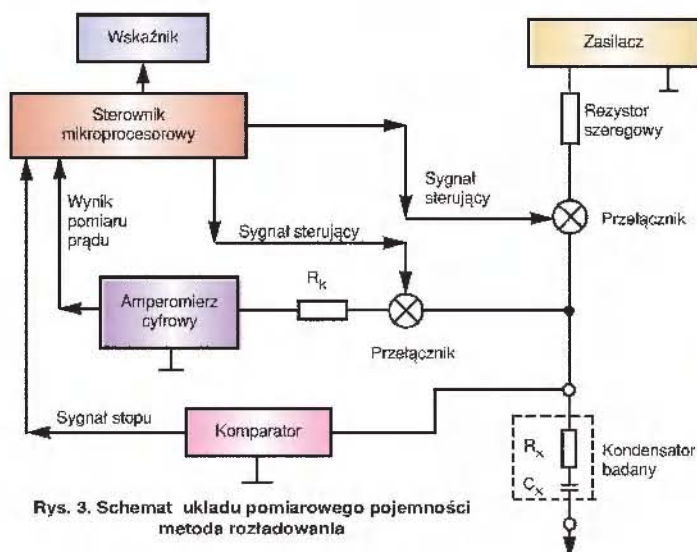 Wskaźnik
Zasilacz
Sterownik
mikroprocesorowy
Rezystor
szeregowy
Sygnał
sterujący
Wynik
pomiaru
prądu
Sygnał sterujący
Przełącznik
Rk
Amperomierz
cyfrowy
Przełącznik
Sygnał stopu
Komparator
Rx
Cx
Kondensator
badany
Rys. 3. Schemat układu pomiarowego pojemności
metoda rozładowania